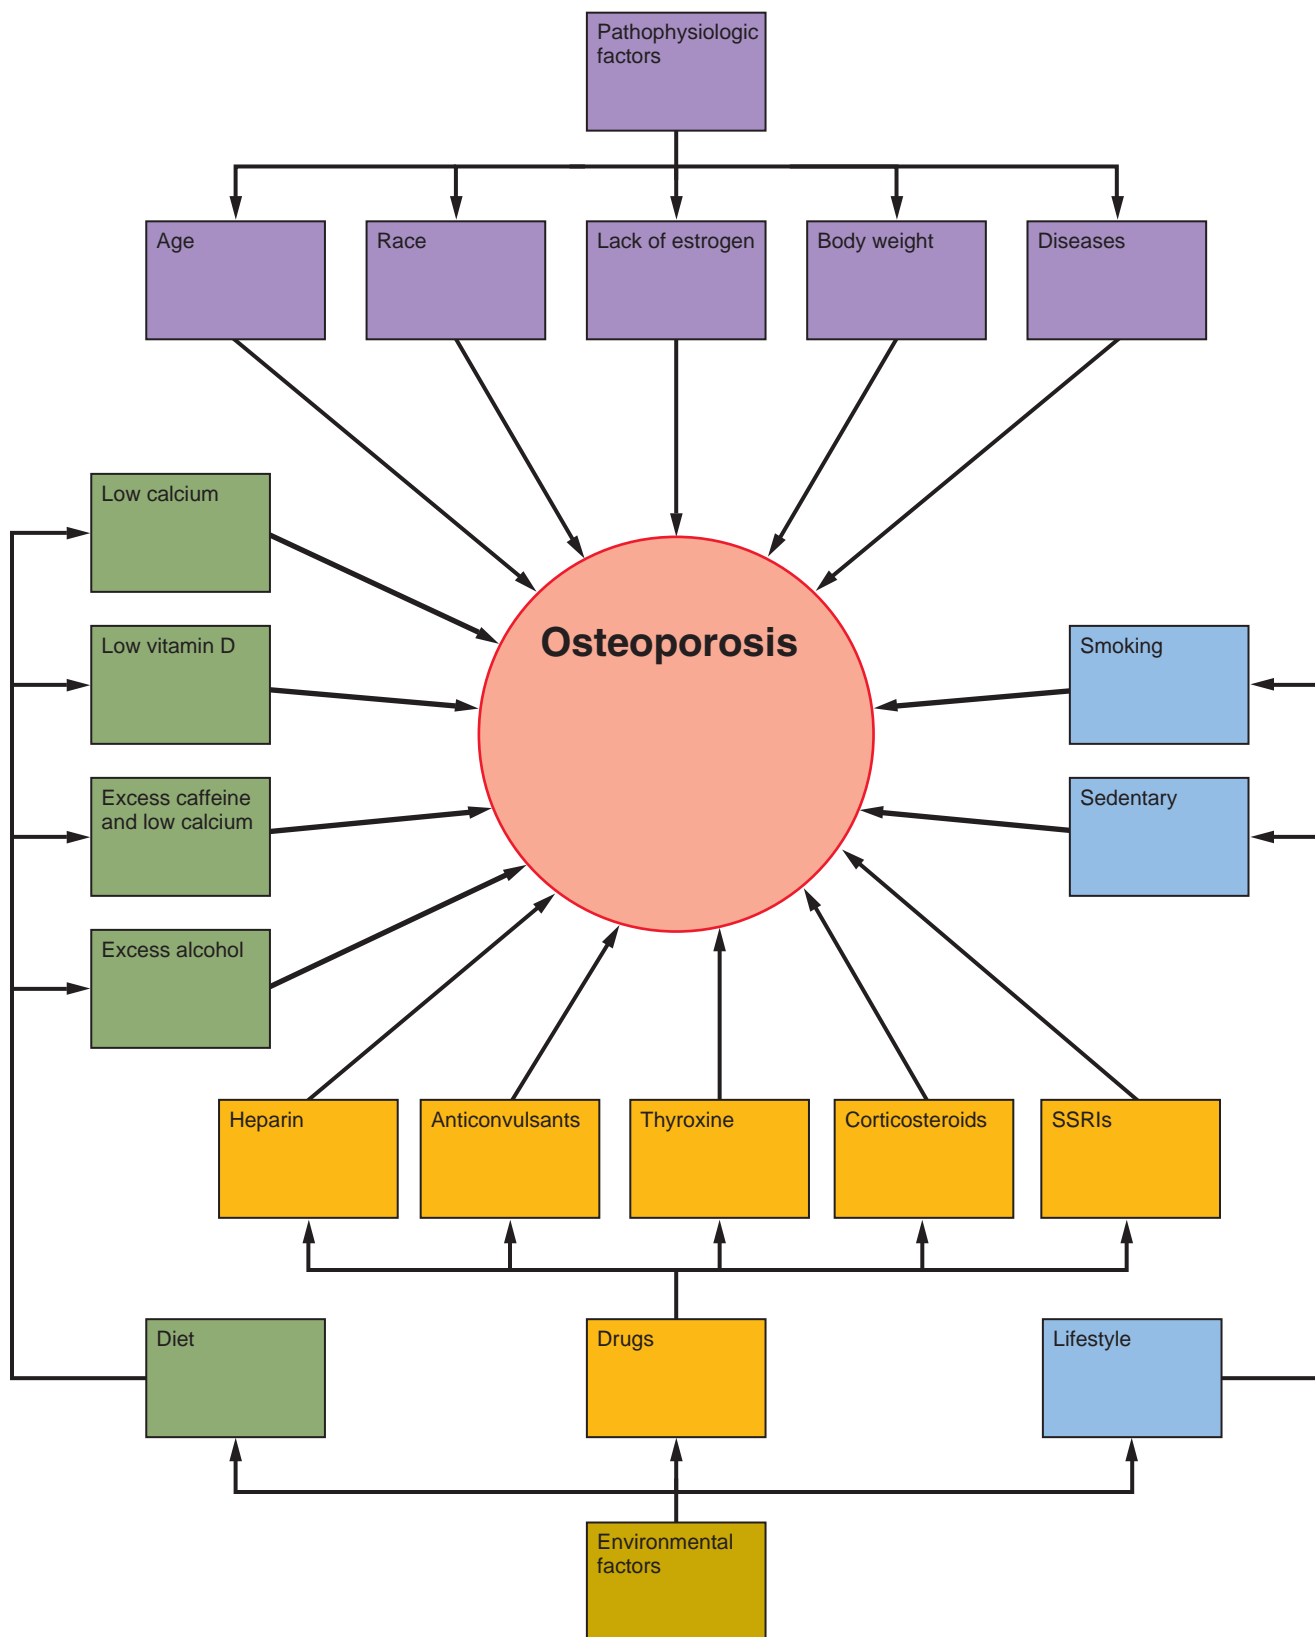 Pathophysiologic
factors
Age
Race
Lack of estrogen
Body weight
Diseases
Low calcium
Low vitamin D
Excess caffeine
and low calcium
Excess alcohol
Osteoporosis
Smoking
Sedentary
Heparin
Anticonvulsants
Thyroxine
Corticosteroids
SSRIs
Diet
Drugs
Lifestyle
Environmental
factors